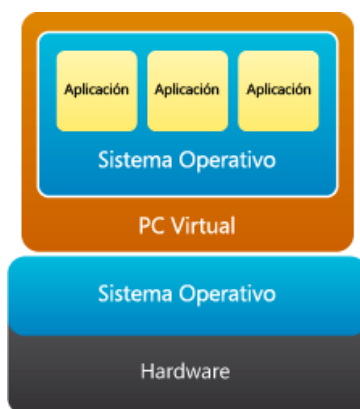 Aplicación Aplicación Aplicación
Sistema Operativo
PC Virtual
Sistema Operativo
Hardware